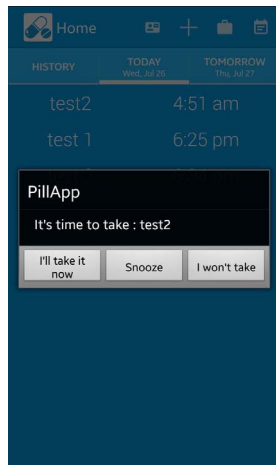 Home
HISTORY
TODAY
Wed, Jul 26
TOMORROW
Thu, Jul 27
test2 4:51 am
test 1 6:25 pm
PillApp
It's time to take : test2
I'll take it
now
Snooze
I won't take